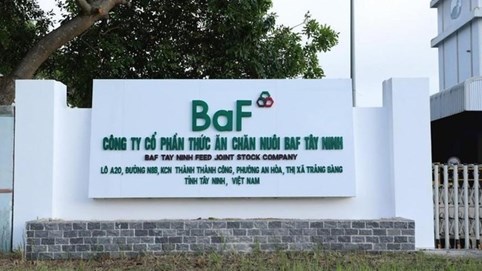 BaF
CÔNG TY CỔ PHẦN THỨC ĂN CHĂN NUÔI BAF TÂY NINH
BAF TAY NINH FEED JOINT STOCK COMPANY
LÔ A20, ĐƯỜNG N8B, KCN THÀNH THÀNH CÔNG, PHƯỜNG AN HÒA, THỊ XÃ TRẢNG BÀNG
TỈNH TÂY NINH, VIỆT NAM